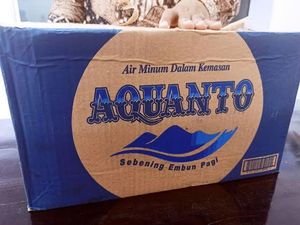 Air Minum Dalam Kemasan
AQUANTO
Sebening Embun Pagi